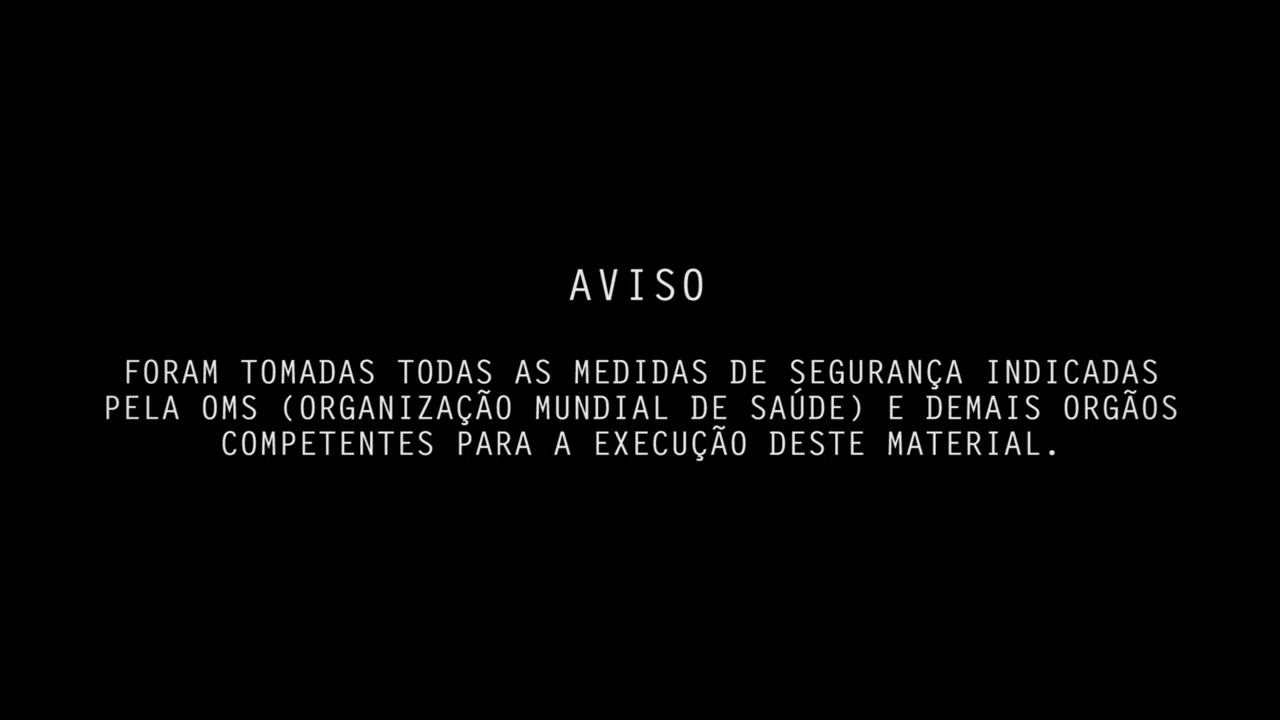 AVISO
FORAM TOMADAS TODAS AS MEDIDAS DE SEGURANÇA INDICADAS
PELA OMS (ORGANIZAÇÃO MUNDIAL DE SAÚDE) E DEMAIS ORGÃOS
COMPETENTES PARA A EXECUÇÃO DESTE MATERIAL.